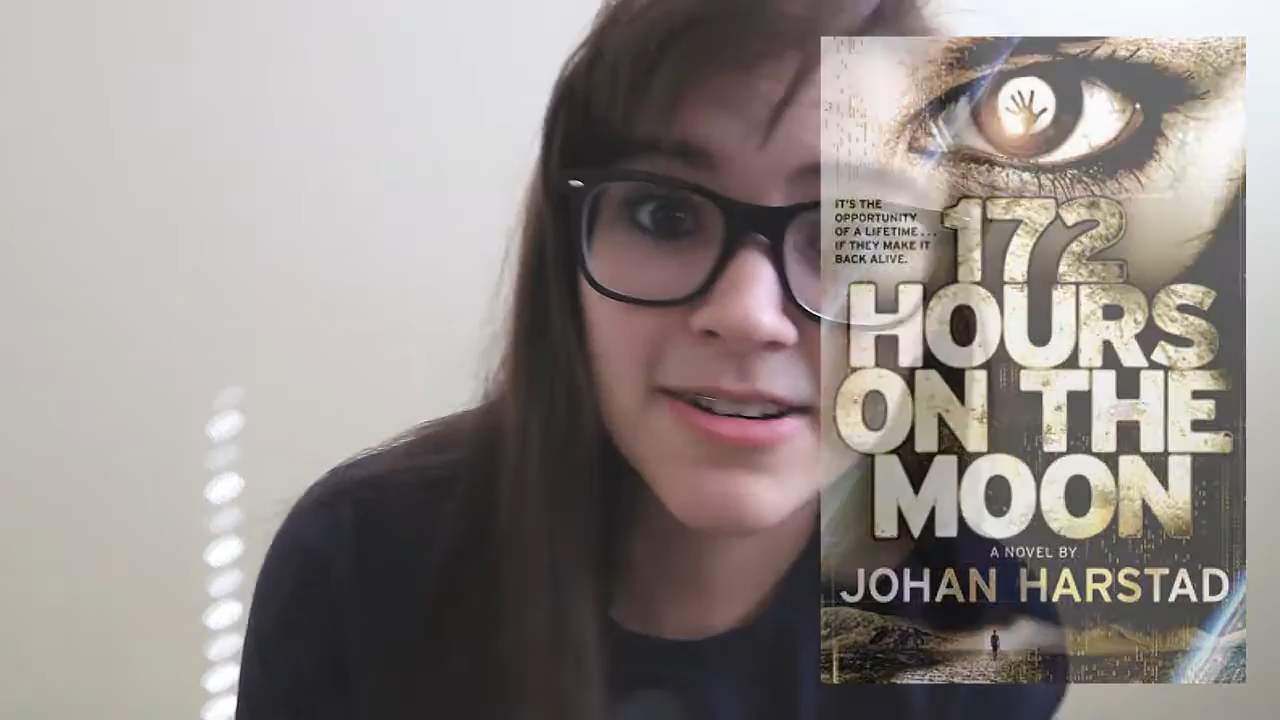 IT'S THE
OPPORTUNITY
OF A LIFETIME...
IF THEY MAKE IT
BACK ALIVE.
172
HOURS
ON THE
MOON
A NOVEL BY
JOHAN HARSTAD